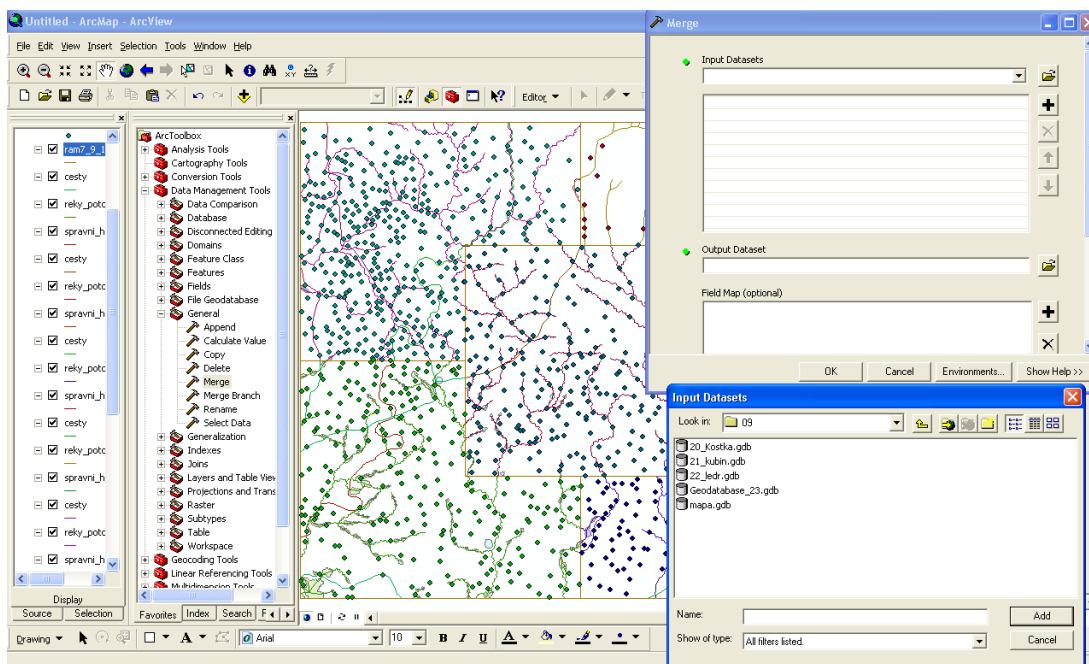 Untitled - ArcMap - ArcView
File Edit View Insert Selection Tools Window Help
Editor
ram7_9_1
cesty
reky_potc
spravni_h
cesty
reky_potc
spravni_h
cesty
reky_potc
spravni_h
cesty
reky_potc
spravni_h
cesty
reky_potc
spravni_h
Display
Source Selection
ArcToolbox
Analysis Tools
Cartography Tools
Conversion Tools
Data Management Tools
Data Comparison
Database
Disconnected Editing
Domains
Feature Class
Features
Fields
File Geodatabase
General
Append
Calculate Value
Copy
Delete
Merge
Merge Branch
Rename
Select Data
Generalization
Indexes
Joins
Layers and Table View
Projections and Trans
Raster
Subtypes
Table
Workspace
Geocoding Tools
Linear Referencing Tools
Multidimension Tools
Favorites Index Search
Drawing Arial 10 B I U A
Merge
Input Datasets
Output Dataset
Field Map (optional)
OK Cancel Environments... Show Help >>
Input Datasets
Look in: 09
20_Kostka.gdb
21_kubin.gdb
22_ledr.gdb
Geodatabase_23.gdb
mapa.gdb
Name: Add
Show of type: All filters listed. Cancel